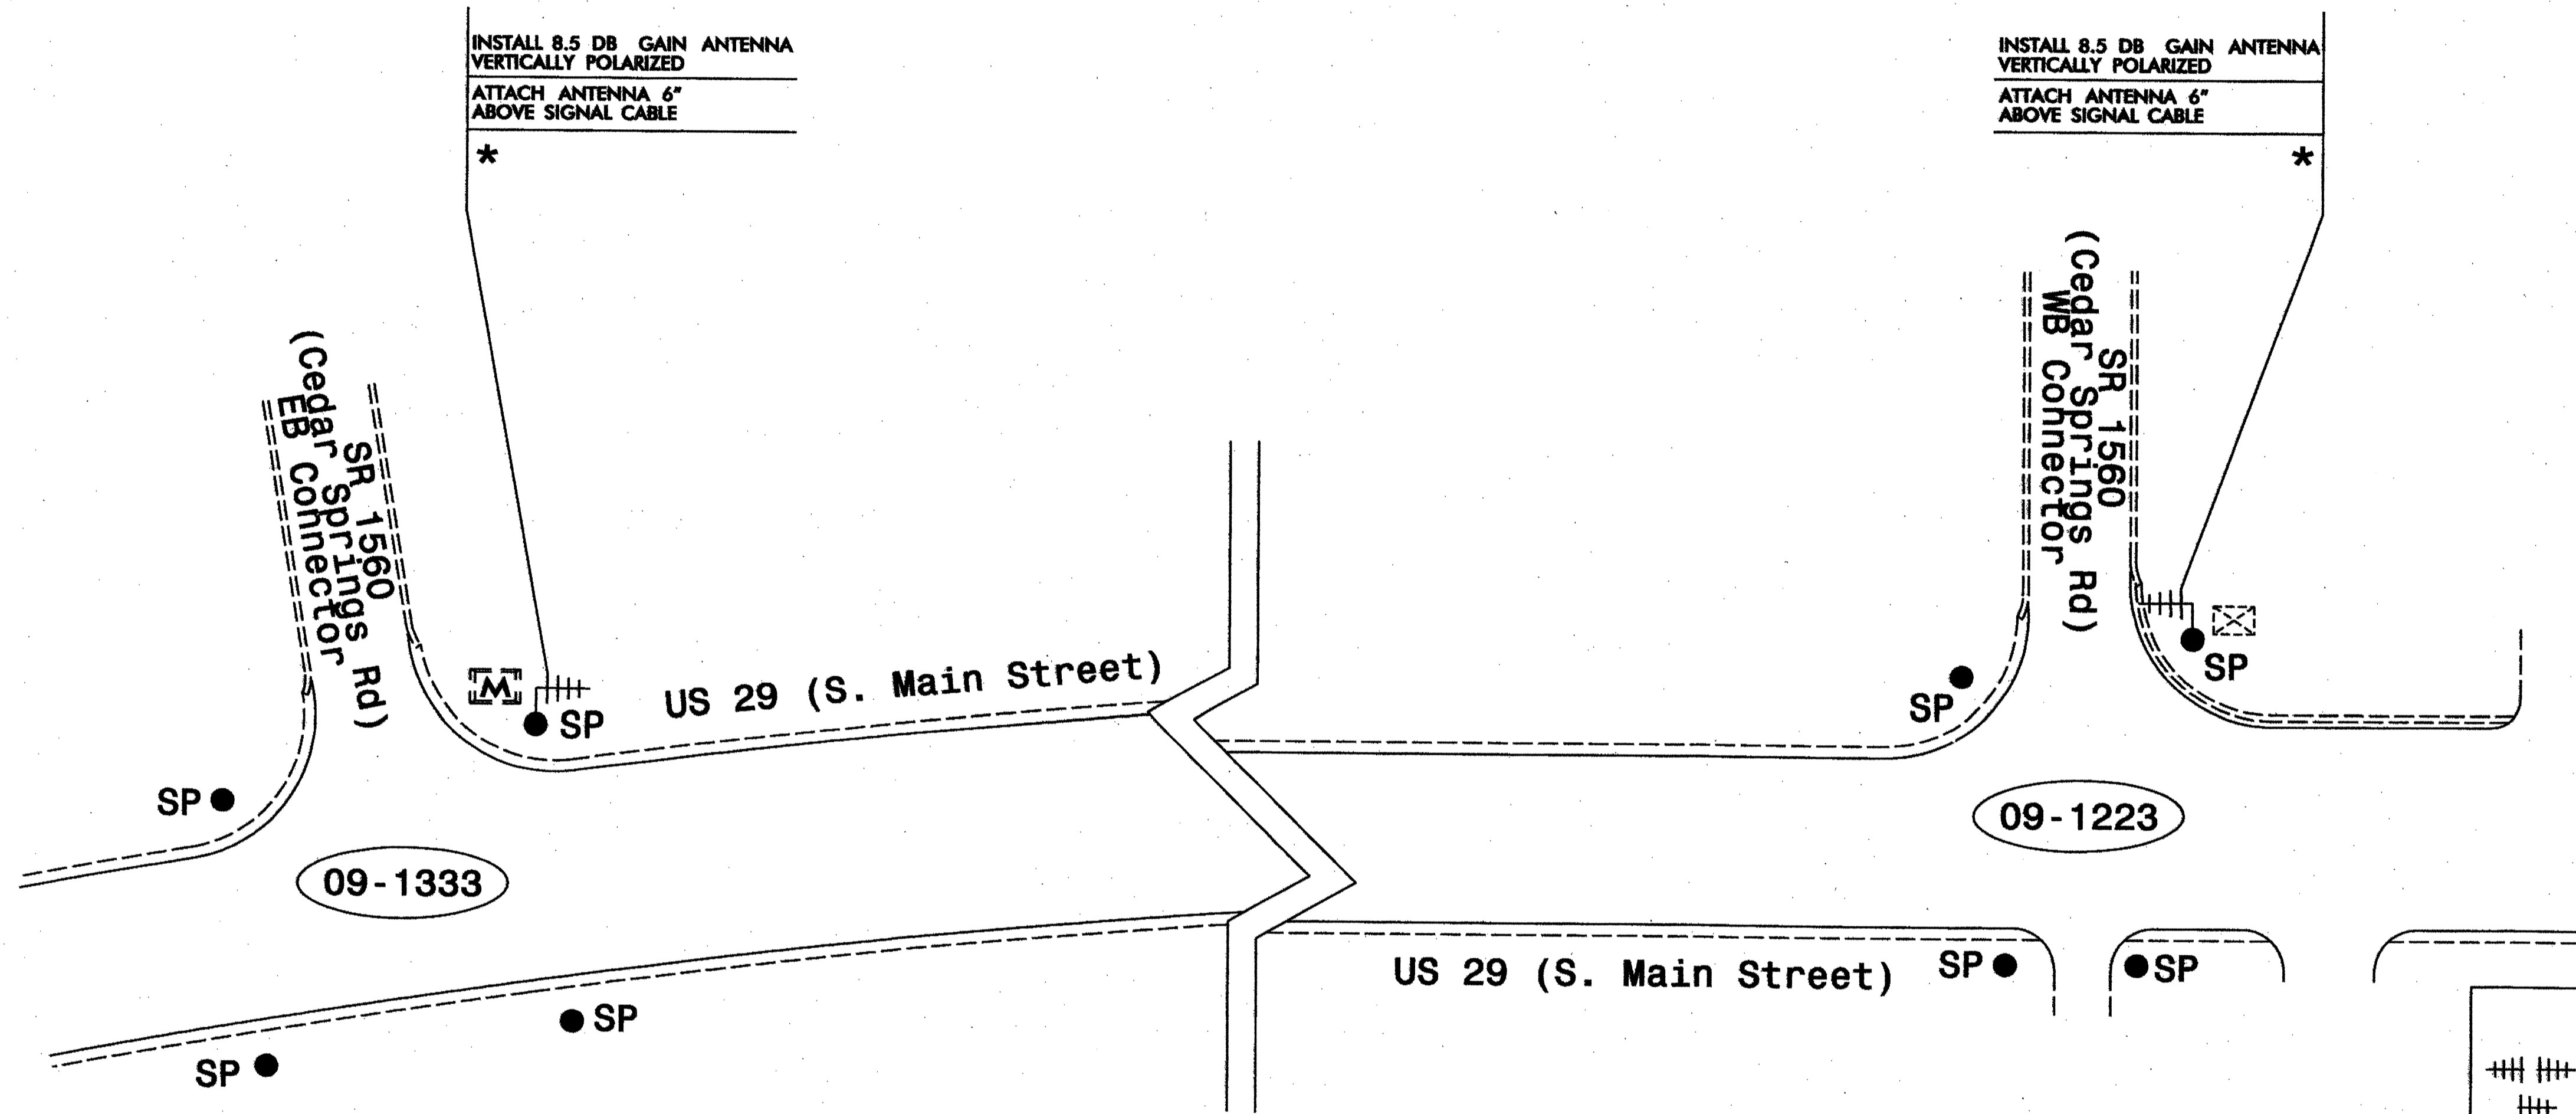 INSTALL 8.5 DB GAIN ANTENNA
VERTICALLY POLARIZED
ATTACH ANTENNA 6"
ABOVE SIGNAL CABLE
*
INSTALL 8.5 DB GAIN ANTENNA
VERTICALLY POLARIZED
ATTACH ANTENNA 6"
ABOVE SIGNAL CABLE
*
SR 1560
(Cedar Springs Rd)
EB Connector
SR 1560
(Cedar Springs Rd)
WB Connector
M
SP
US 29 (S. Main Street)
SP
SP
SP
09-1333
09-1223
SP
SP
US 29 (S. Main Street)
SP
SP
SP